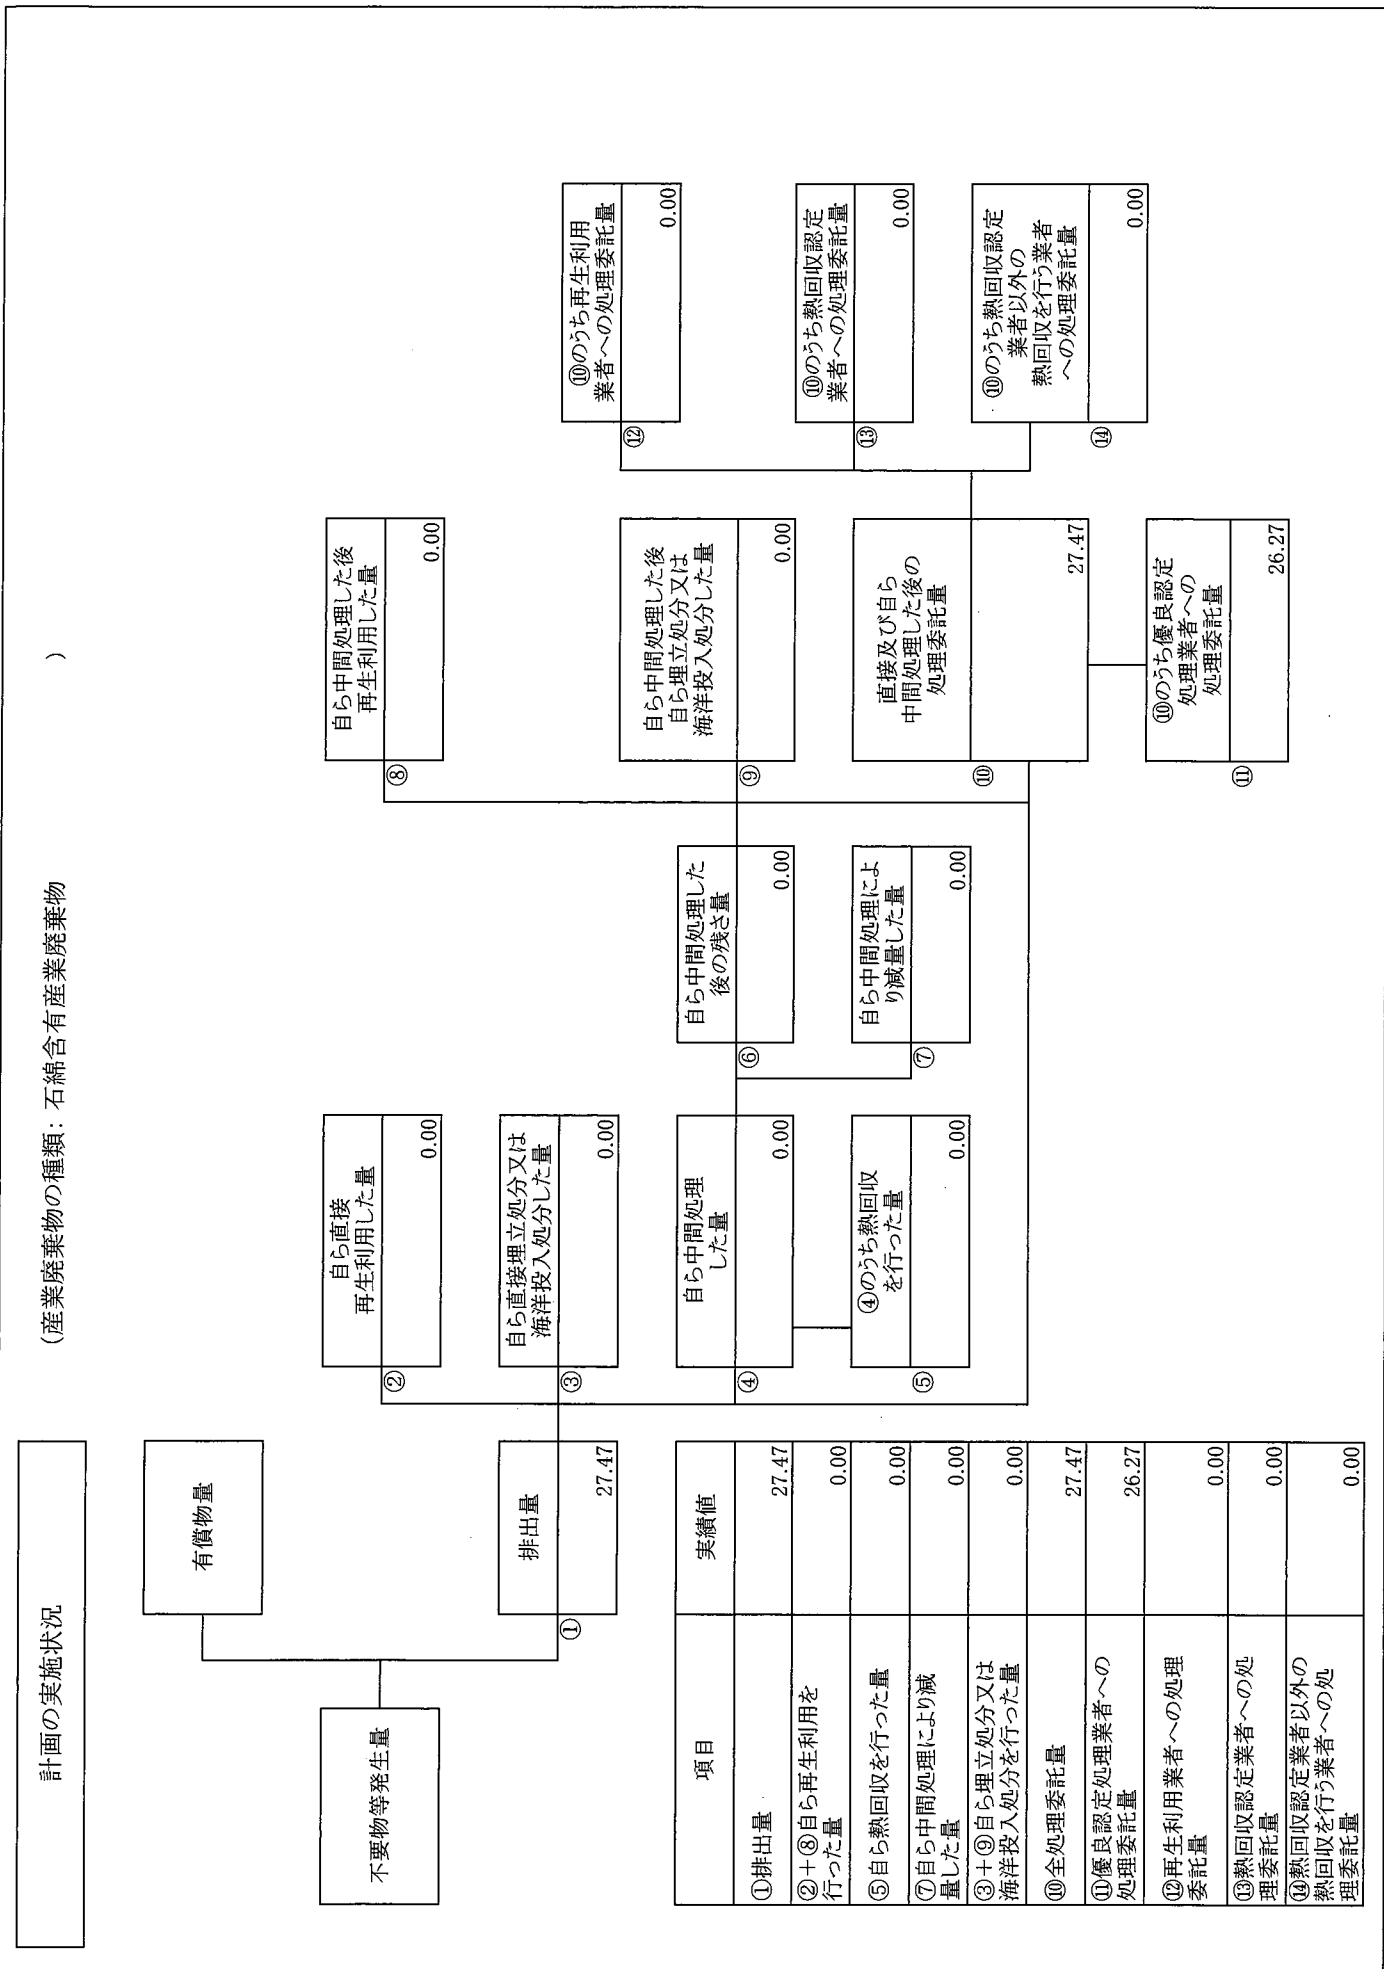 計画の実施状況
(産業廃棄物の種類：石綿含有産業廃棄物　　　　)
不要物等発生量
有償物量
①
排出量
27.47
②
自ら直接
再生利用した量
0.00
③
自ら直接埋立処分又は
海洋投入処分した量
0.00
④
自ら中間処理
した量
0.00
⑤
④のうち熱回収
を行った量
0.00
⑥
自ら中間処理した
後の残さ量
0.00
⑦
自ら中間処理によ
り減量した量
0.00
⑧
自ら中間処理した後
再生利用した量
0.00
⑨
自ら中間処理した後
自ら埋立処分又は
海洋投入処分した量
0.00
⑩
直接及び自ら
中間処理した後の
処理委託量
27.47
⑪
⑩のうち優良認定
処理業者への
処理委託量
26.27
⑫
⑩のうち再生利用
業者への処理委託量
0.00
⑬
⑩のうち熱回収認定
業者への処理委託量
0.00
⑭
⑩のうち熱回収認定
業者以外の
熱回収を行う業者
への処理委託量
0.00
項目 実績値
①排出量 27.47
②＋⑧自ら再生利用を
行った量 0.00
⑤自ら熱回収を行った量 0.00
⑦自ら中間処理により減
量した量 0.00
③＋⑨自ら埋立処分又は
海洋投入処分を行った量 0.00
⑩全処理委託量 27.47
⑪優良認定処理業者への
処理委託量 26.27
⑫再生利用業者への処理
委託量 0.00
⑬熱回収認定業者への処
理委託量 0.00
⑭熱回収認定業者以外の
熱回収を行う業者への処
理委託量 0.00